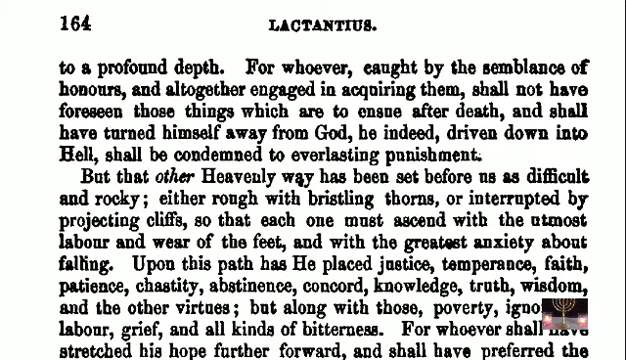 164
LACTANTIUS.
to a profound depth. For whoever, caught by the semblance of
honours, and altogether engaged in acquiring them, shall not have
foreseen those things which are to ensue after death, and shall
have turned himself away from God, he indeed, driven down into
Hell, shall be condemned to everlasting punishment.
But that other Heavenly way has been set before us as difficult
and rocky; either rough with bristling thorns, or interrupted by
projecting cliffs, so that each one must ascend with the utmost
labour and wear of the feet, and with the greatest anxiety about
falling. Upon this path has He placed justice, temperance, faith,
patience, chastity, abstinence, concord, knowledge, truth, wisdom,
and the other virtues; but along with those, poverty,
labour, grief, and all kinds of bitterness. For whoever shall have
stretched his hope further forward, and shall have preferred the